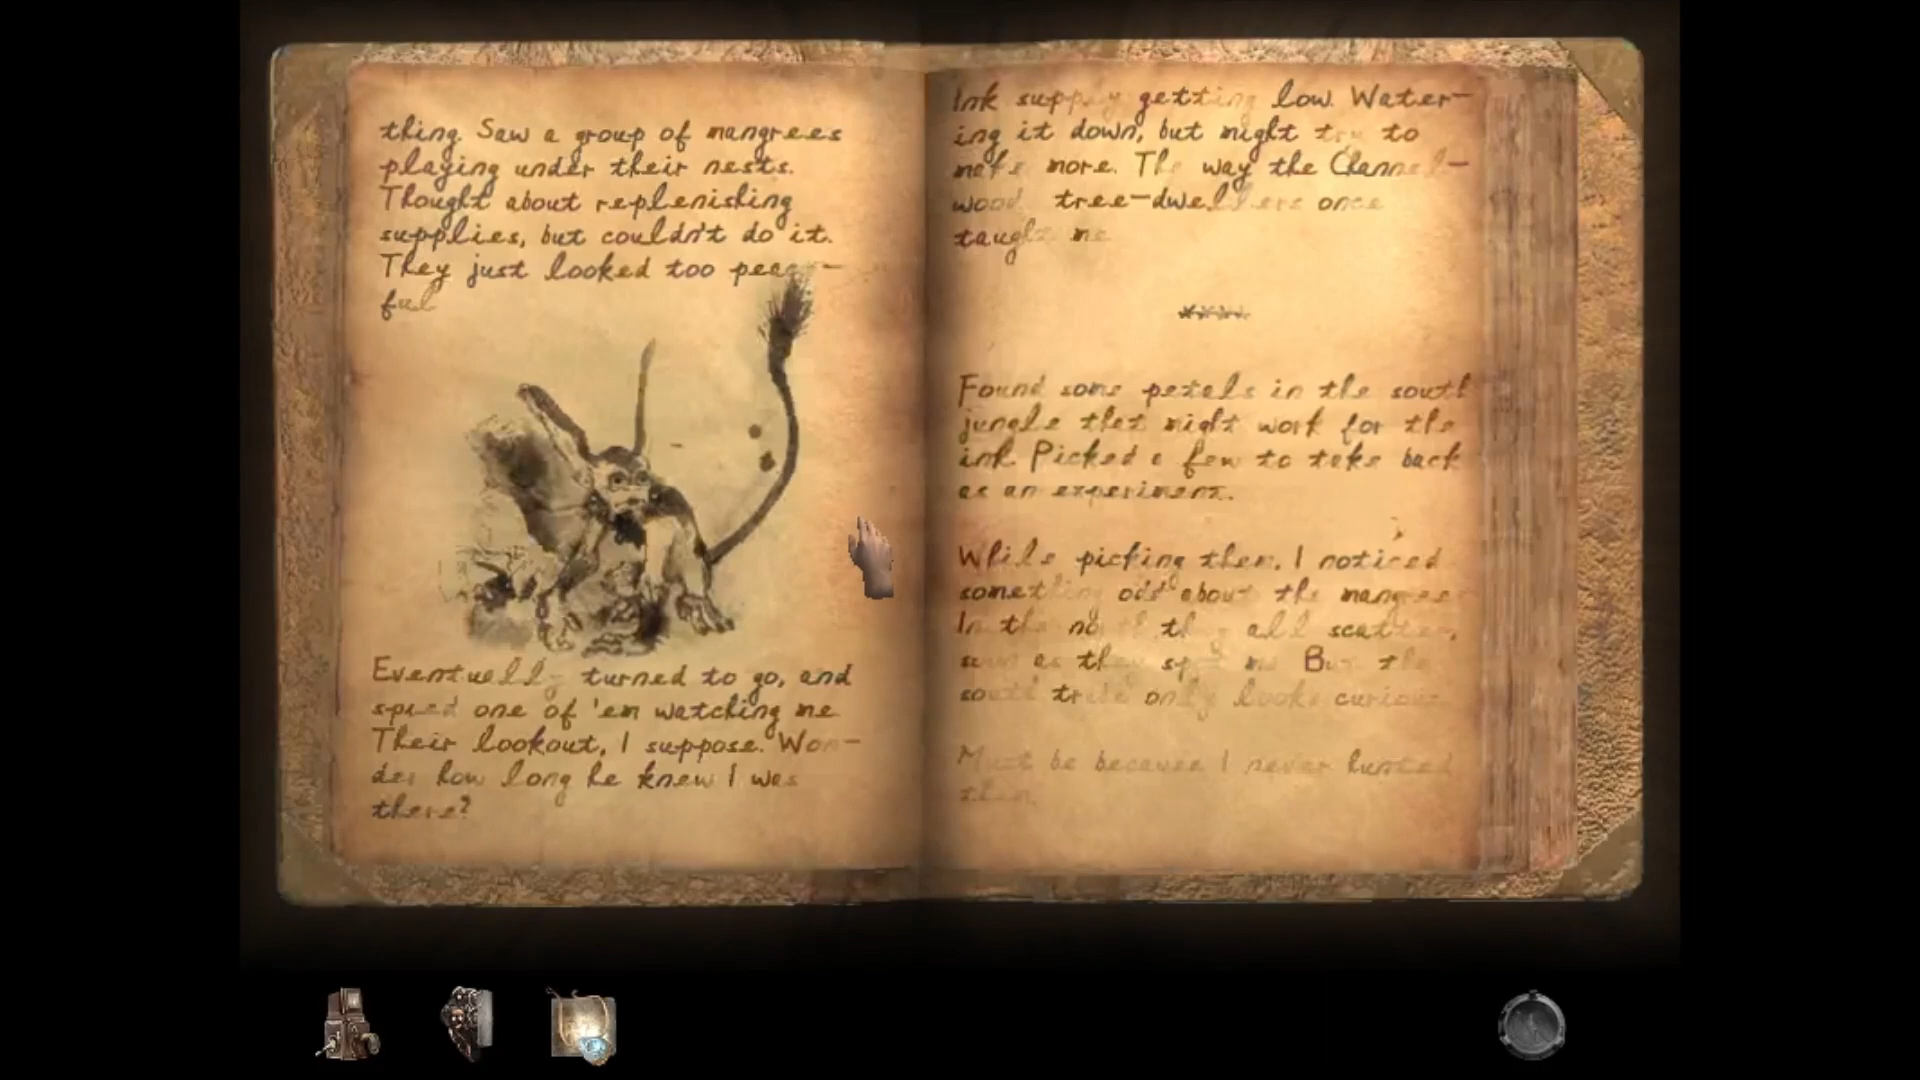 thing. Saw a group of mangrees
playing under their nests.
Thought about replenishing
supplies, but couldn't do it.
They just looked too peace-
ful
Eventually turned to go, and
spied one of 'em watching me.
Their lookout, I suppose. Won-
der how long he knew I was
there?
Ink supply getting low. Water-
ing it down, but might try to
make more. The way the Channel-
wood tree-dwellers once
taught me
Found some petals in the south
jungle that might work for the
ink. Picked a few to take back
as an experiment.
While picking them, I noticed
something odd about the mangrees
In the north they all scatter,
soon as they spot me. But the
south tribe only looks curious
Must be because I never hunted
them.